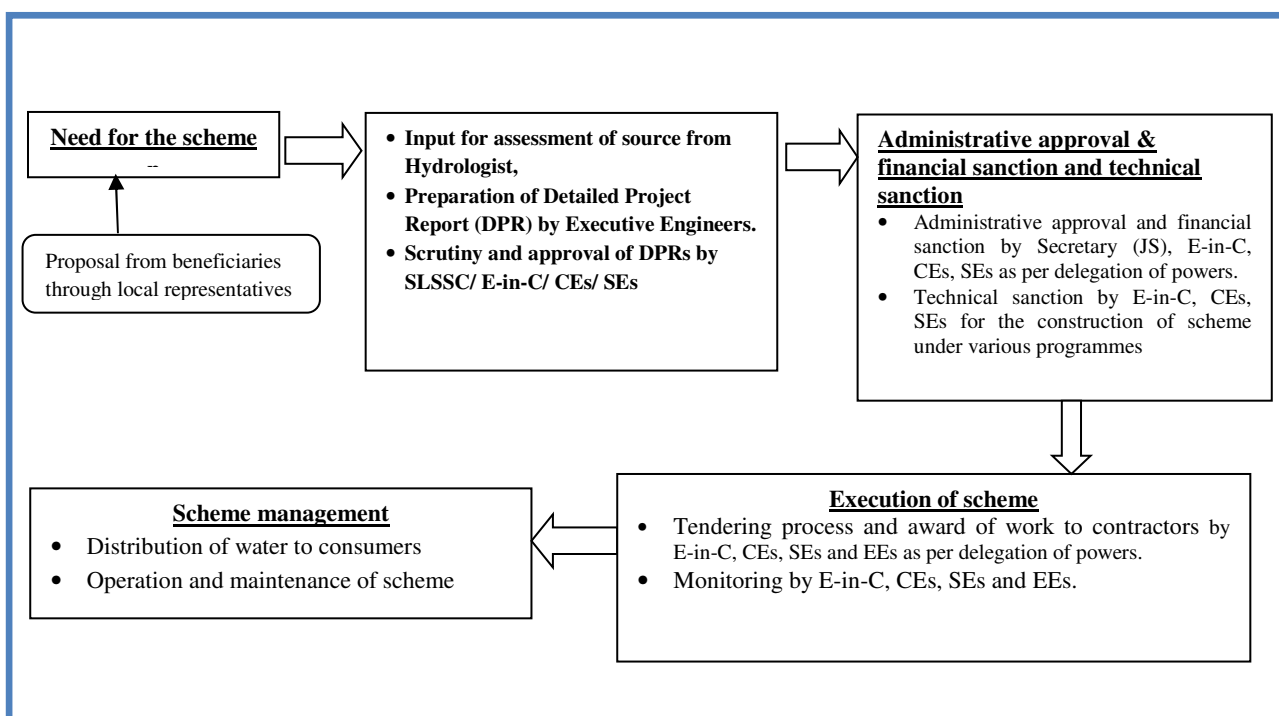 Need for the scheme
--
Proposal from beneficiaries
through local representatives
• Input for assessment of source from
Hydrologist,
• Preparation of Detailed Project
Report (DPR) by Executive Engineers.
• Scrutiny and approval of DPRs by
SLSSC/ E-in-C/ CEs/ SEs
Administrative approval &
financial sanction and technical
sanction
• Administrative approval and financial
sanction by Secretary (JS), E-in-C,
CEs, SEs as per delegation of powers.
• Technical sanction by E-in-C, CEs,
SEs for the construction of scheme
under various programmes
Execution of scheme
• Tendering process and award of work to contractors by
E-in-C, CEs, SEs and EEs as per delegation of powers.
• Monitoring by E-in-C, CEs, SEs and EEs.
Scheme management
• Distribution of water to consumers
• Operation and maintenance of scheme